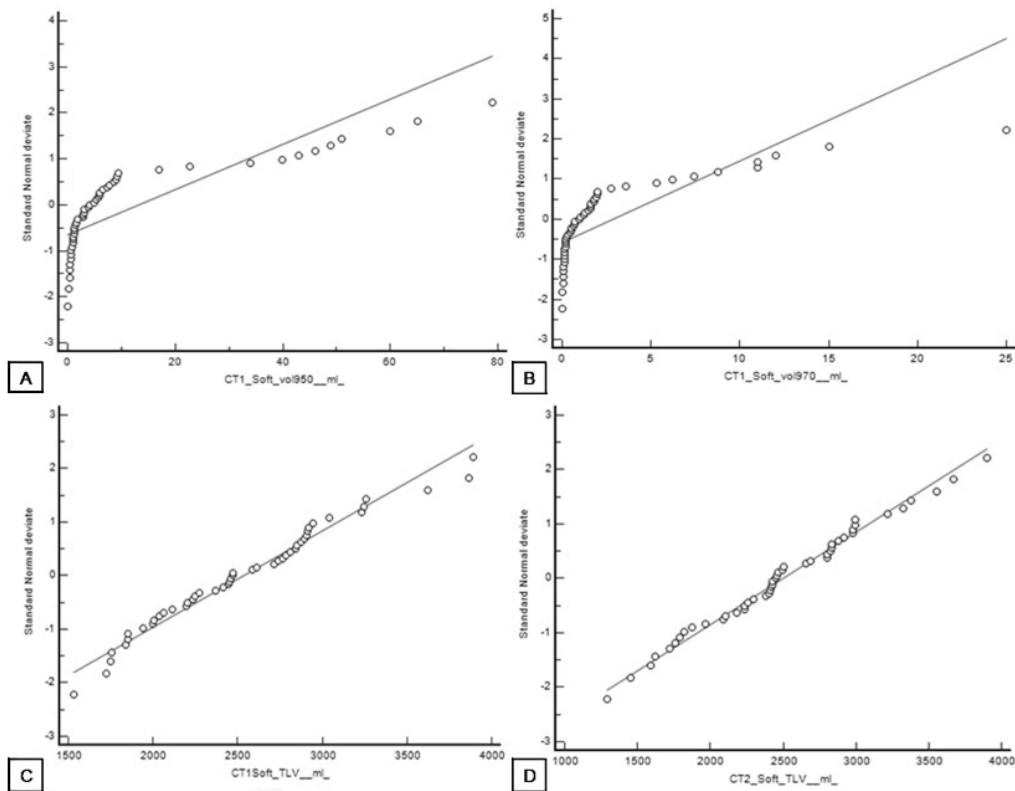 4
3
2
1
0
-1
-2
-3
Standard Normal deviate
0 20 40 60 80
CT1_Soft_vol950__ml_
A
5
4
3
2
1
0
-1
-2
-3
Standard Normal deviate
0 5 10 15 20 25
CT1_Soft_vol970__ml_
B
3
2
1
0
-1
-2
-3
Standard Normal deviate
1500 2000 2500 3000 3500 4000
CT1Soft_TLV__ml_
C
3
2
1
0
-1
-2
-3
Standard Normal deviate
1000 1500 2000 2500 3000 3500 4000
CT2_Soft_TLV__ml_
D